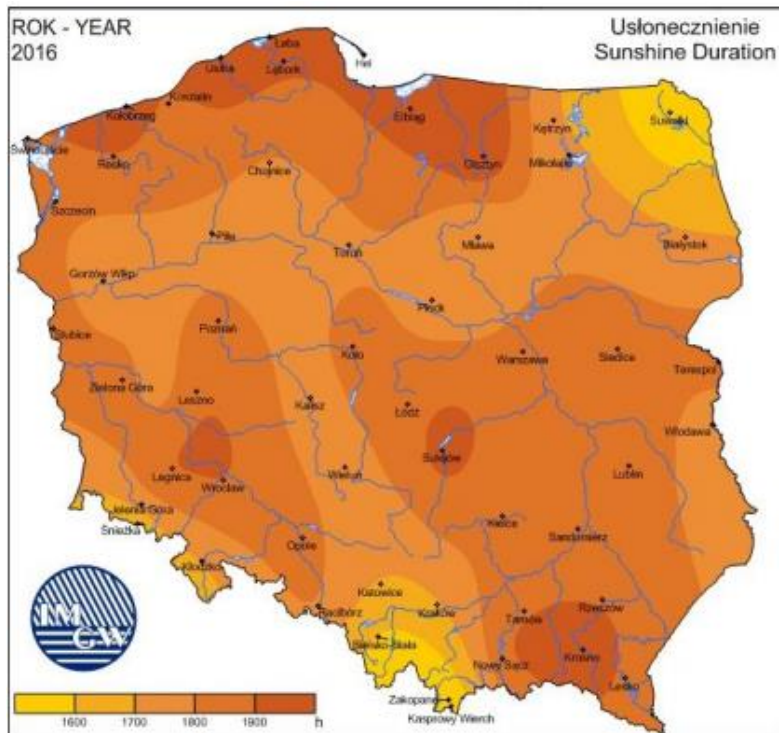 ROK - YEAR
2016
Usłonecznienie
Sunshine Duration
Łeba
Hel
Ustka
Lębork
Koszalin
Kołobrzeg
Elbląg
Kętrzyn
Suwałki
Świnoujście
Resko
Chojnice
Olsztyn
Mikołajki
Szczecin
Piła
Toruń
Mława
Białystok
Gorzów Wlkp.
Płock
Słubice
Poznań
Koło
Warszawa
Siedlce
Terespol
Zielona Góra
Leszno
Kalisz
Łódź
Włodawa
Sulejów
Legnica
Wrocław
Wieluń
Lublin
Jelenia Góra
Śnieżka
Kielce
Sandomierz
Opole
Kłodzko
Katowice
Kraków
Racibórz
Tarnów
Rzeszów
Bielsko-Biała
Nowy Sącz
Krosno
Lesko
Zakopane
Kasprowy Wierch
IM
GW
1600 1700 1800 1900 h